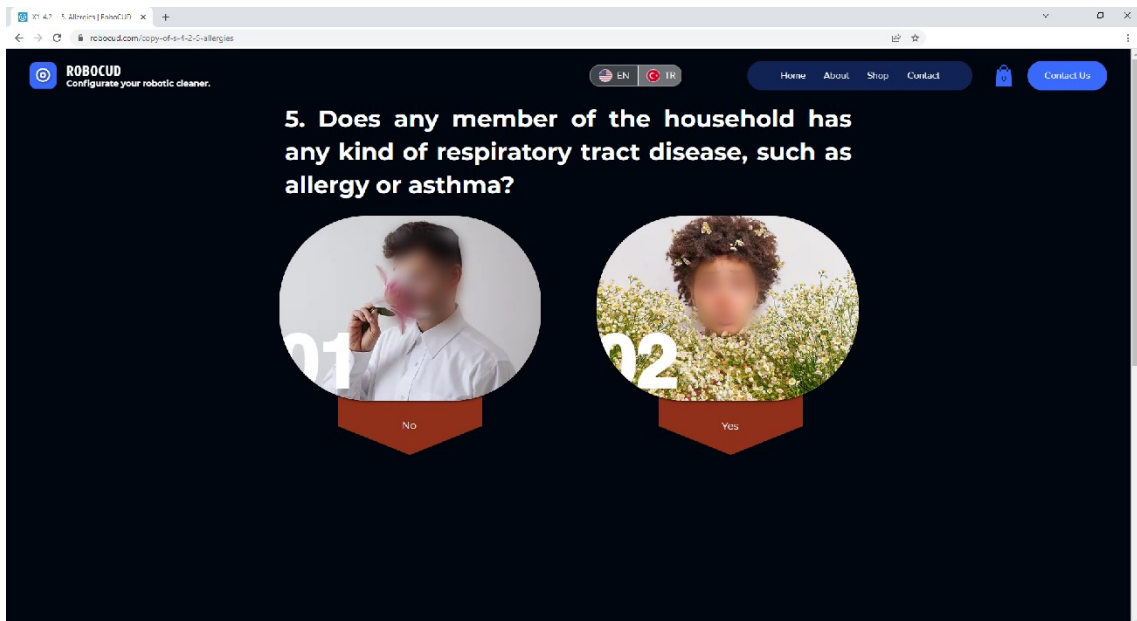 robocud.com/copy-of-s-4-2-5-allergies
ROBOCUD
Configurate your robotic cleaner.
EN TR
Home About Shop Contact
0
Contact Us
5. Does any member of the household has
any kind of respiratory tract disease, such as
allergy or asthma?
01
02
No
Yes